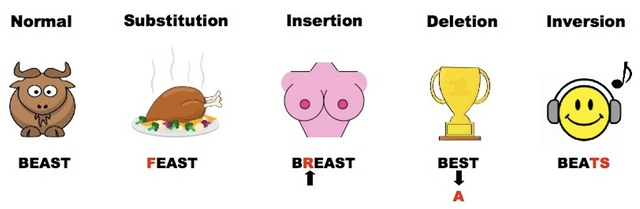 Normal
Substitution
Insertion
Deletion
Inversion
BEAST
FEAST
BREAST
BEST
A
BEATS